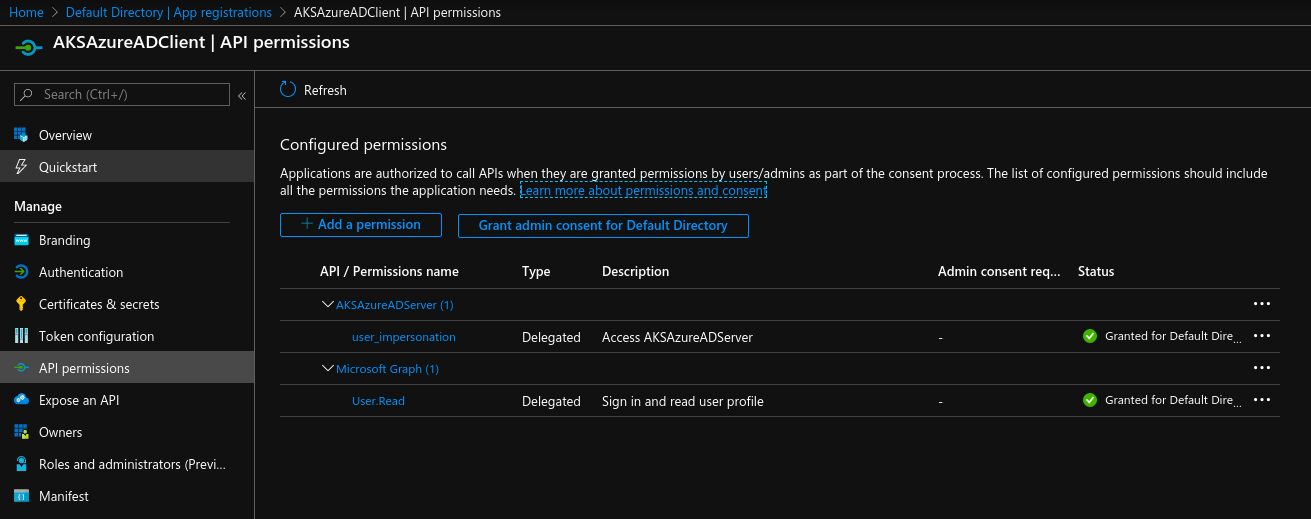 Home > Default Directory | App registrations > AKSAzureADClient | API permissions
AKSAzureADClient | API permissions
Search (Ctrl+/) «
Overview
Quickstart
Manage
Branding
Authentication
Certificates & secrets
Token configuration
API permissions
Expose an API
Owners
Roles and administrators (Previ...
Manifest
Refresh
Configured permissions
Applications are authorized to call APIs when they are granted permissions by users/admins as part of the consent process. The list of configured permissions should include
all the permissions the application needs. Learn more about permissions and consent
+ Add a permission Grant admin consent for Default Directory
API / Permissions name Type Description Admin consent req... Status
AKSAzureADServer (1) ...
user_impersonation Delegated Access AKSAzureADServer - Granted for Default Dire... ...
Microsoft Graph (1) ...
User.Read Delegated Sign in and read user profile - Granted for Default Dire... ...